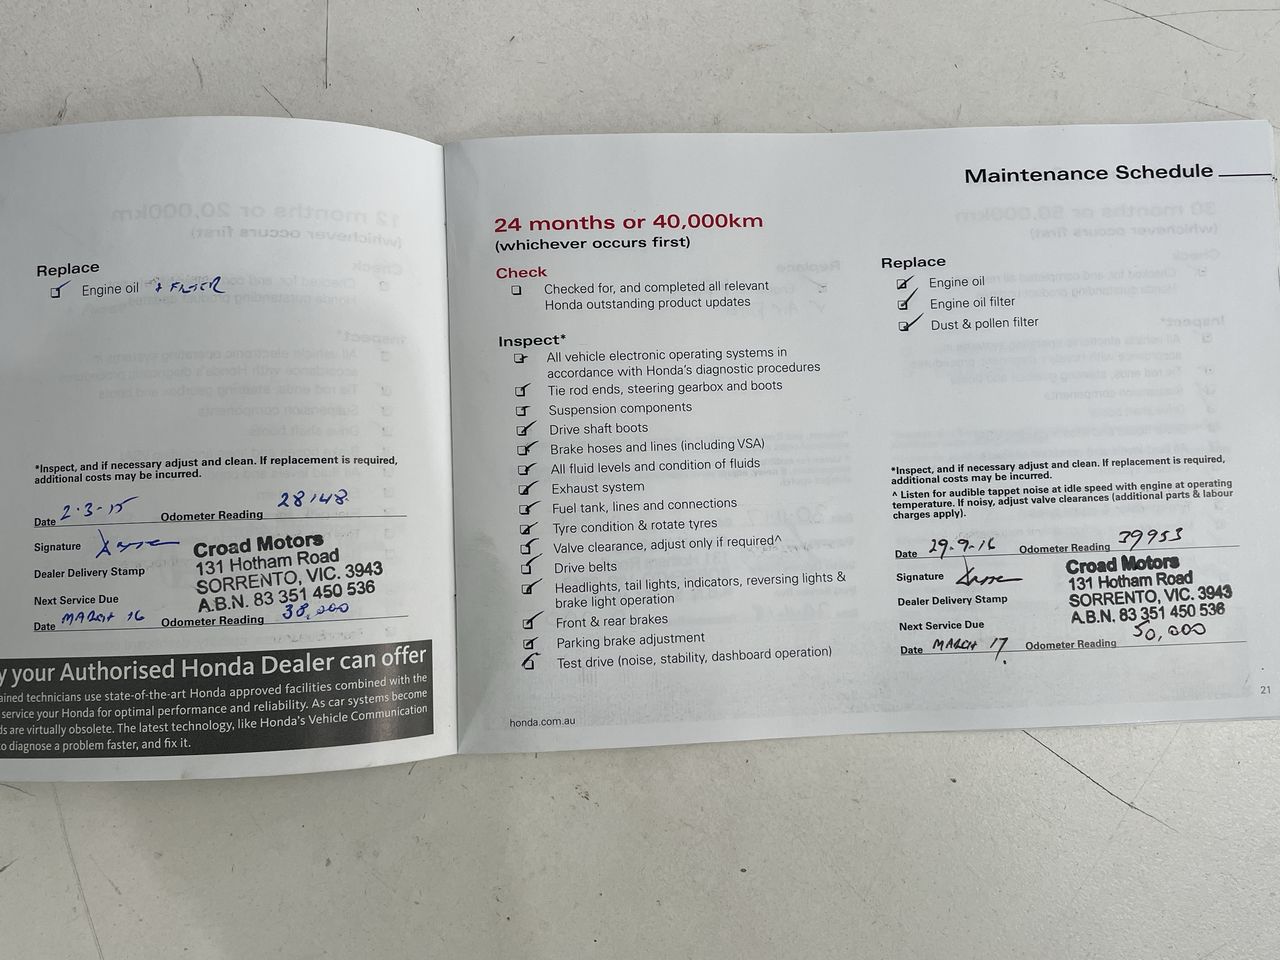 Replace
Engine oil + FILTER
*Inspect, and if necessary adjust and clean. If replacement is required,
additional costs may be incurred.
Date 2-3-15 Odometer Reading 28148
Signature
Dealer Delivery Stamp
Croad Motors
131 Hotham Road
SORRENTO, VIC. 3943
A.B.N. 83 351 450 536
Next Service Due
Date MARCH 16 Odometer Reading 38,000
y your Authorised Honda Dealer can offer
ained technicians use state-of-the-art Honda approved facilities combined with the
service your Honda for optimal performance and reliability. As car systems become
ds are virtually obsolete. The latest technology, like Honda's Vehicle Communication
to diagnose a problem faster, and fix it.
Maintenance Schedule
24 months or 40,000km
(whichever occurs first)
Check
Checked for, and completed all relevant
Honda outstanding product updates
Inspect*
All vehicle electronic operating systems in
accordance with Honda's diagnostic procedures
Tie rod ends, steering gearbox and boots
Suspension components
Drive shaft boots
Brake hoses and lines (including VSA)
All fluid levels and condition of fluids
Exhaust system
Fuel tank, lines and connections
Tyre condition & rotate tyres
Valve clearance, adjust only if required^
Drive belts
Headlights, tail lights, indicators, reversing lights &
brake light operation
Front & rear brakes
Parking brake adjustment
Test drive (noise, stability, dashboard operation)
honda.com.au
Replace
Engine oil
Engine oil filter
Dust & pollen filter
*Inspect, and if necessary adjust and clean. If replacement is required,
additional costs may be incurred.
^ Listen for audible tappet noise at idle speed with engine at operating
temperature. If noisy, adjust valve clearances (additional parts & labour
charges apply).
Date 29-9-16 Odometer Reading 39953
Signature
Dealer Delivery Stamp
Croad Motors
131 Hotham Road
SORRENTO, VIC. 3943
A.B.N. 83 351 450 536
Next Service Due
Date MARCH 17. Odometer Reading 50,000
21